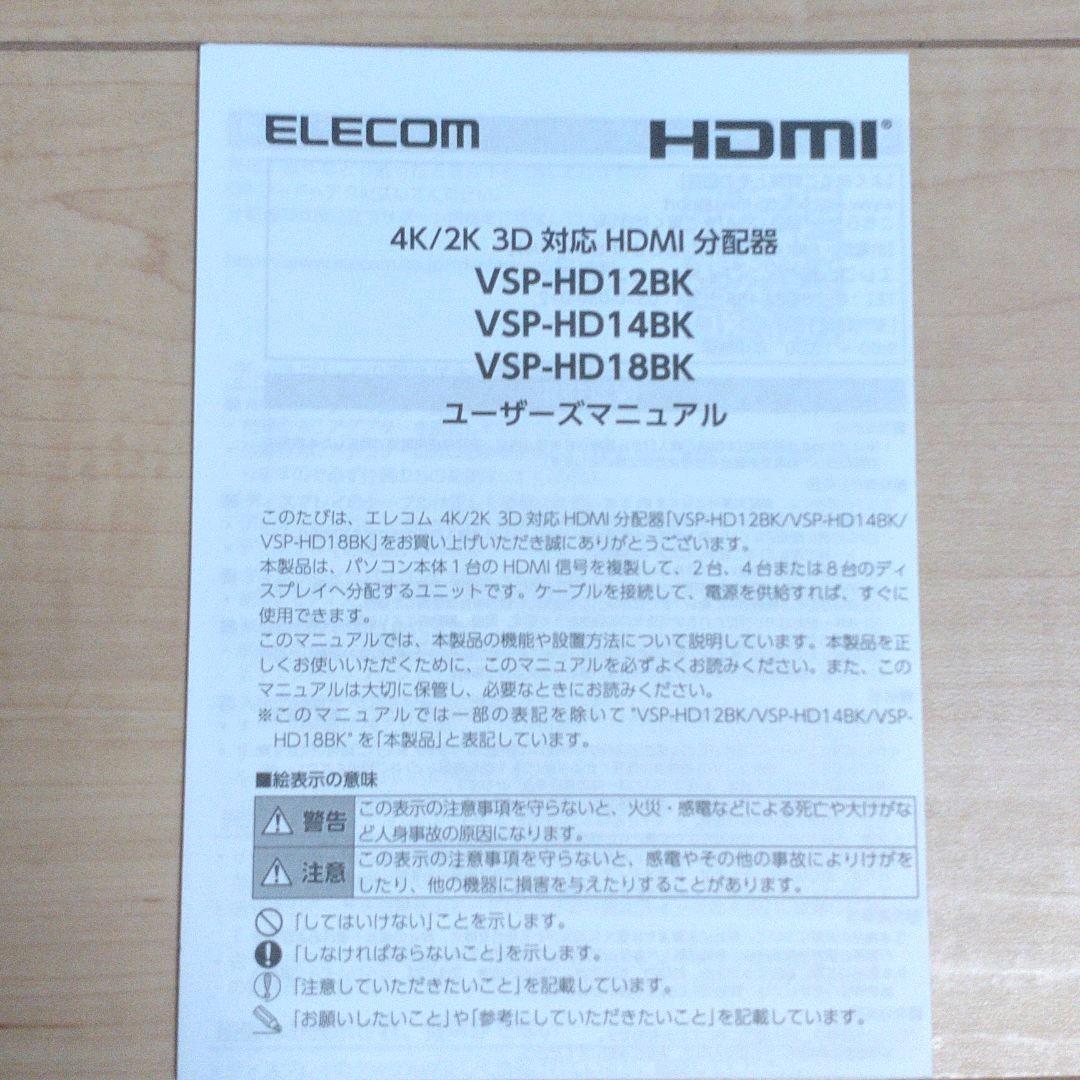 ELECOM
HDMI®
4K/2K 3D 対応 HDMI 分配器
VSP-HD12BK
VSP-HD14BK
VSP-HD18BK
ユーザーズマニュアル
このたびは、エレコム 4K/2K 3D 対応 HDMI 分配器「VSP-HD12BK/VSP-HD14BK/
VSP-HD18BK」をお買い上げいただき誠にありがとうございます。
本製品は、パソコン本体１台の HDMI 信号を複製して、２台、４台または８台のディ
スプレイへ分配するユニットです。ケーブルを接続して、電源を供給すれば、すぐに
使用できます。
このマニュアルでは、本製品の機能や設置方法について説明しています。本製品を正
しくお使いいただくために、このマニュアルを必ずよくお読みください。また、この
マニュアルは大切に保管し、必要なときにお読みください。
※このマニュアルでは一部の表記を除いて "VSP-HD12BK/VSP-HD14BK/VSP-
HD18BK" を「本製品」と表記しています。
■絵表示の意味
警告 この表示の注意事項を守らないと、火災・感電などによる死亡や大けがな
ど人身事故の原因になります。
注意 この表示の注意事項を守らないと、感電やその他の事故によりけがを
したり、他の機器に損害を与えたりすることがあります。
「してはいけない」ことを示します。
「しなければならないこと」を示します。
「注意していただきたいこと」を記載しています。
「お願いしたいこと」や「参考にしていただきたいこと」を記載しています。